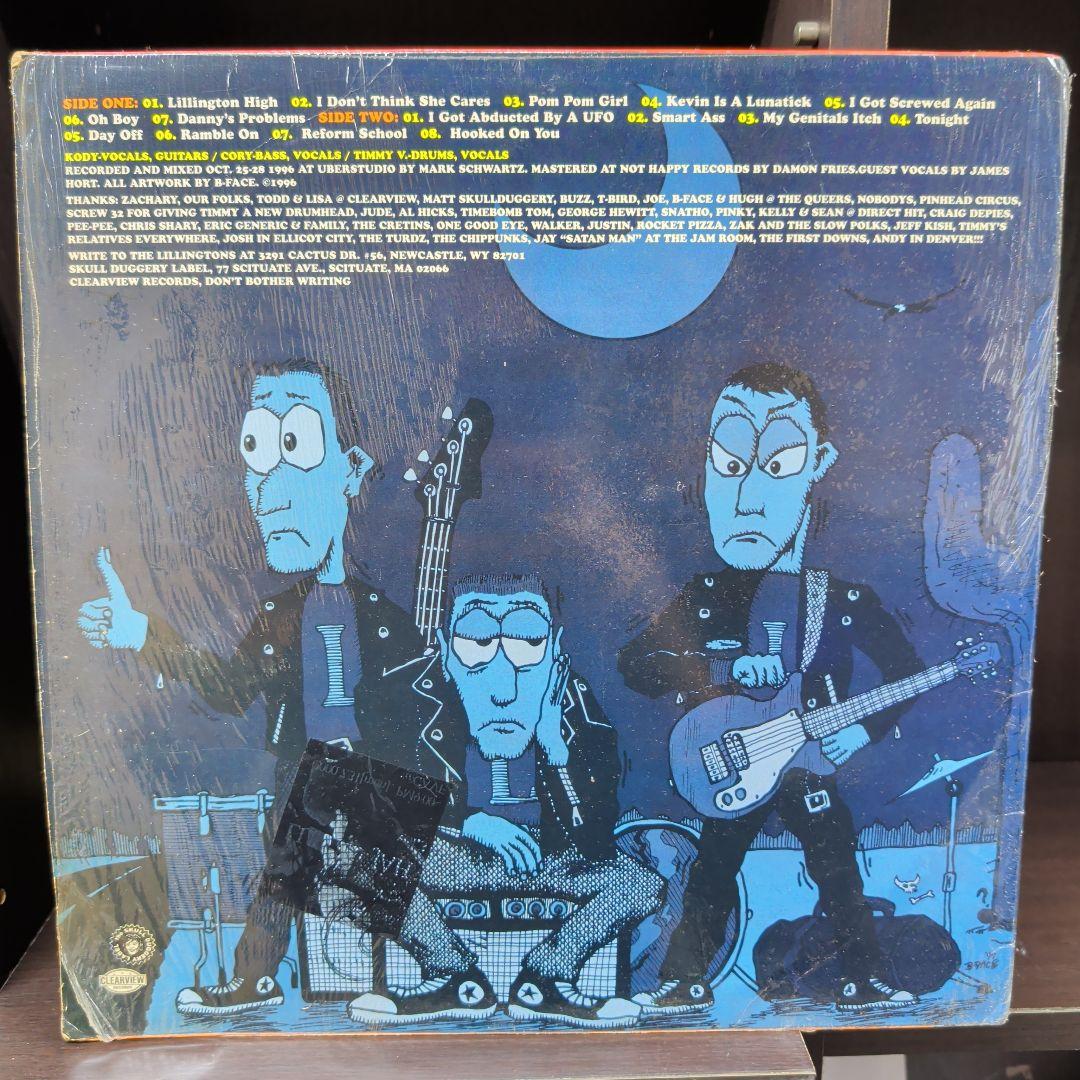 SIDE ONE: 01. Lillington High 02. I Don't Think She Cares 03. Pom Pom Girl 04. Kevin Is A Lunatick 05. I Got Screwed Again
06. Oh Boy 07. Danny's Problems SIDE TWO: 01. I Got Abducted By A UFO 02. Smart Ass 03. My Genitals Itch 04. Tonight
05. Day Off 06. Ramble On 07. Reform School 08. Hooked On You
KODY-VOCALS, GUITARS / CORY-BASS, VOCALS / TIMMY V.-DRUMS, VOCALS
RECORDED AND MIXED OCT. 25-28 1996 AT UBERSTUDIO BY MARK SCHWARTZ. MASTERED AT NOT HAPPY RECORDS BY DAMON FRIES.GUEST VOCALS BY JAMES
HORT. ALL ARTWORK BY B-FACE. ©1996
THANKS: ZACHARY, OUR FOLKS, TODD & LISA @ CLEARVIEW, MATT SKULLDUGGERY, BUZZ, T-BIRD, JOE, B-FACE & HUGH @ THE QUEERS, NOBODYS, PINHEAD CIRCUS,
SCREW 32 FOR GIVING TIMMY A NEW DRUMHEAD, JUDE, AL HICKS, TIMEBOMB TOM, GEORGE HEWITT, SNATHO, PINKY, KELLY & SEAN @ DIRECT HIT, CRAIG DEPIES,
PEE-PEE, CHRIS SHARY, ERIC GENERIC & FAMILY, THE CRETINS, ONE GOOD EYE, WALKER, JUSTIN, ROCKET PIZZA, ZAK AND THE SLOW POLKS, JEFF KISH, TIMMY'S
RELATIVES EVERYWHERE, JOSH IN ELLICOT CITY, THE TURDZ, THE CHIPPUNKS, JAY "SATAN MAN" AT THE JAM ROOM, THE FIRST DOWNS, ANDY IN DENVER!!!
WRITE TO THE LILLINGTONS AT 3291 CACTUS DR. #56, NEWCASTLE, WY 82701
SKULL DUGGERY LABEL, 77 SCITUATE AVE., SCITUATE, MA 02066
CLEARVIEW RECORDS, DON'T BOTHER WRITING
L
L
L
?
B-FACE
CLEARVIEW